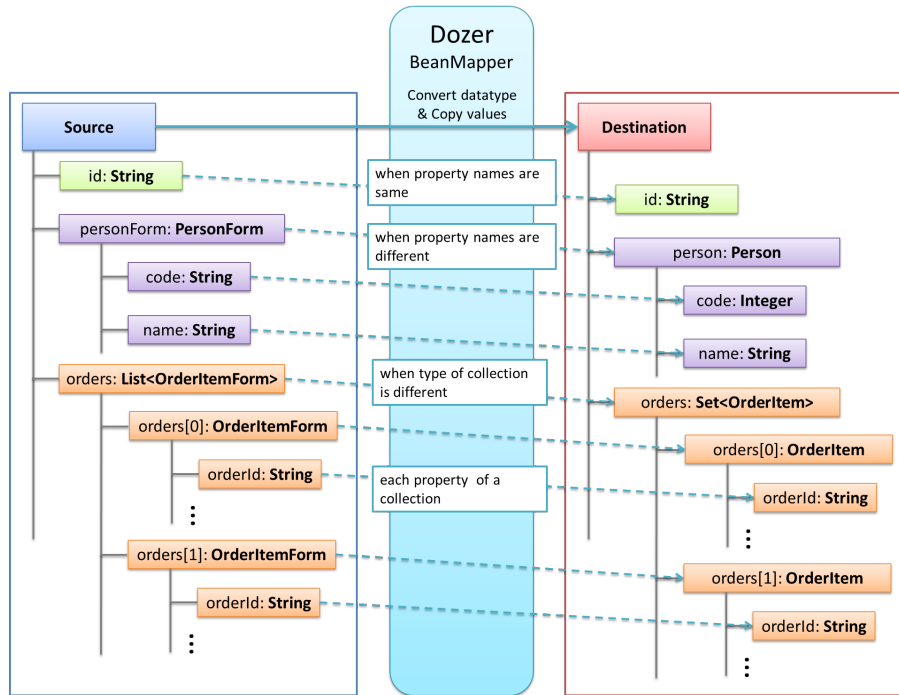 Dozer
BeanMapper
Convert datatype
& Copy values
Source
id: String
personForm: PersonForm
code: String
name: String
orders: List<OrderItemForm>
orders[0]: OrderItemForm
orderId: String
⋮
orders[1]: OrderItemForm
orderId: String
⋮
when property names are
same
when property names are
different
when type of collection
is different
each property of a
collection
Destination
id: String
person: Person
code: Integer
name: String
orders: Set<OrderItem>
orders[0]: OrderItem
orderId: String
⋮
orders[1]: OrderItem
orderId: String
⋮